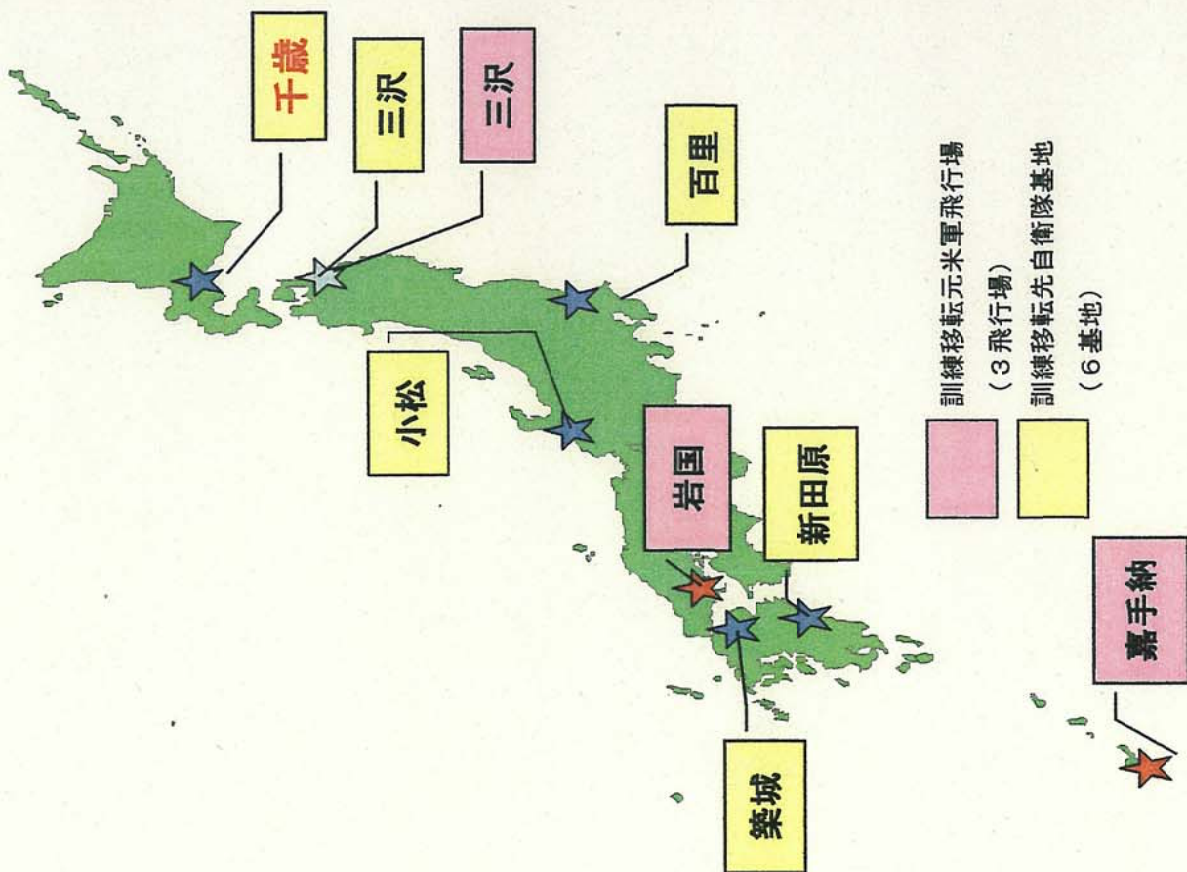 千歳
三沢
三沢
百里
小松
岩国
新田原
築城
嘉手納
訓練移転元米軍飛行場
（３飛行場）
訓練移転先自衛隊基地
（６基地）